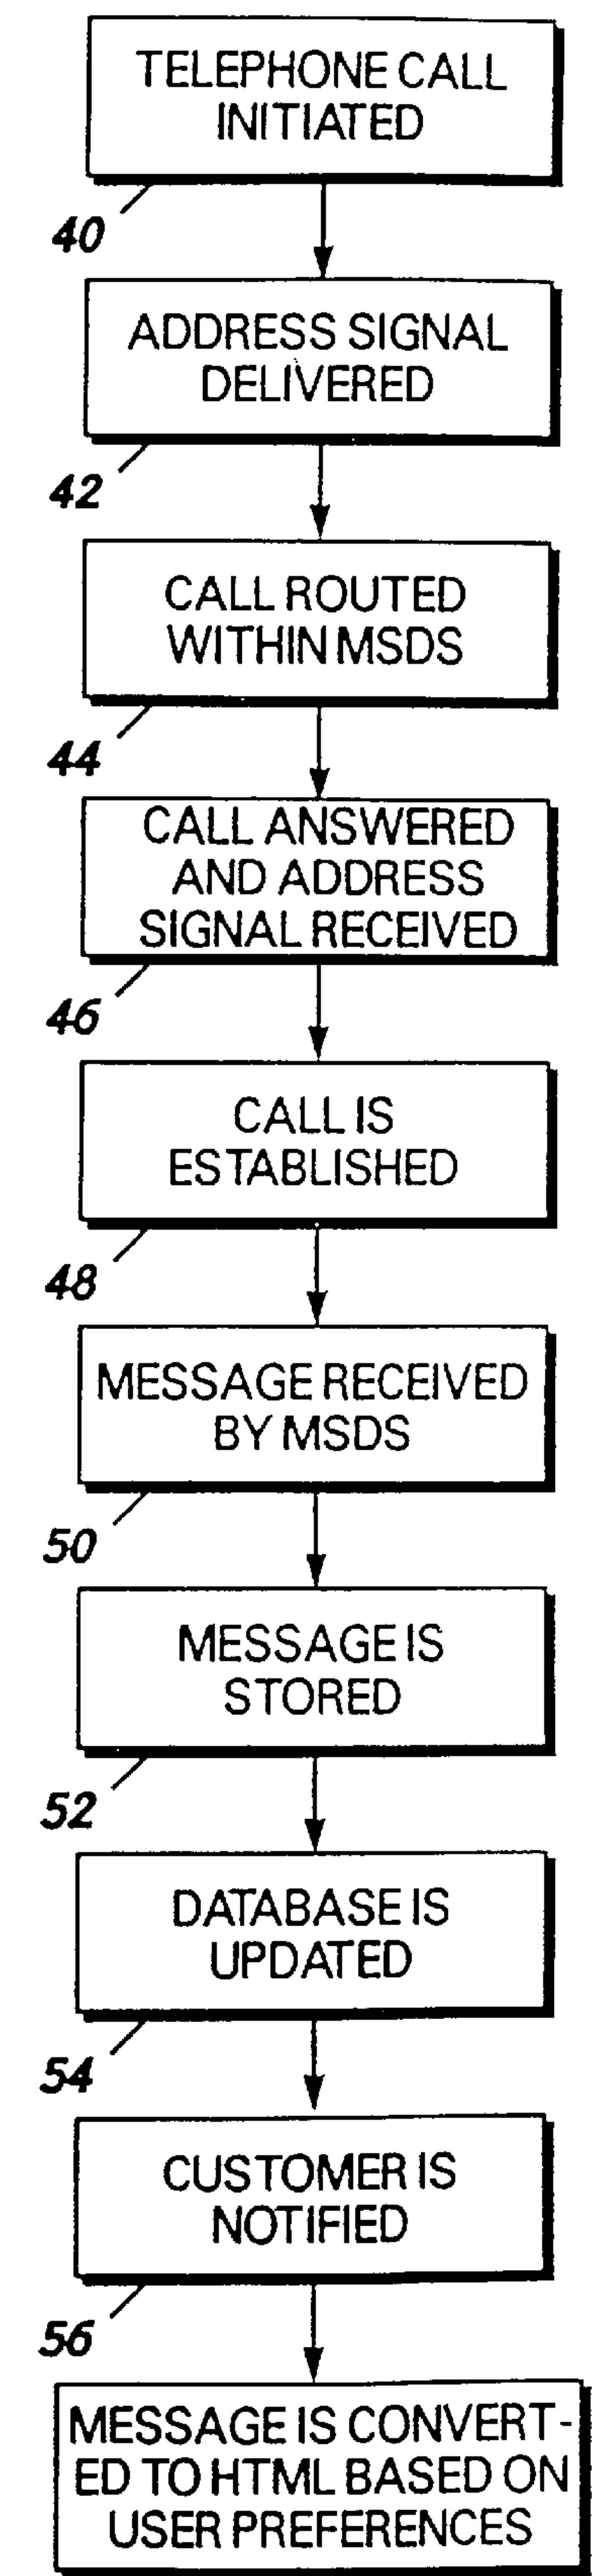 TELEPHONE CALL
INITIATED
40
ADDRESS SIGNAL
DELIVERED
42
CALL ROUTED
WITHIN MSDS
44
CALL ANSWERED
AND ADDRESS
SIGNAL RECEIVED
46
CALL IS
ESTABLISHED
48
MESSAGE RECEIVED
BY MSDS
50
MESSAGE IS
STORED
52
DATABASE IS
UPDATED
54
CUSTOMER IS
NOTIFIED
56
MESSAGE IS CONVERT-
ED TO HTML BASED ON
USER PREFERENCES